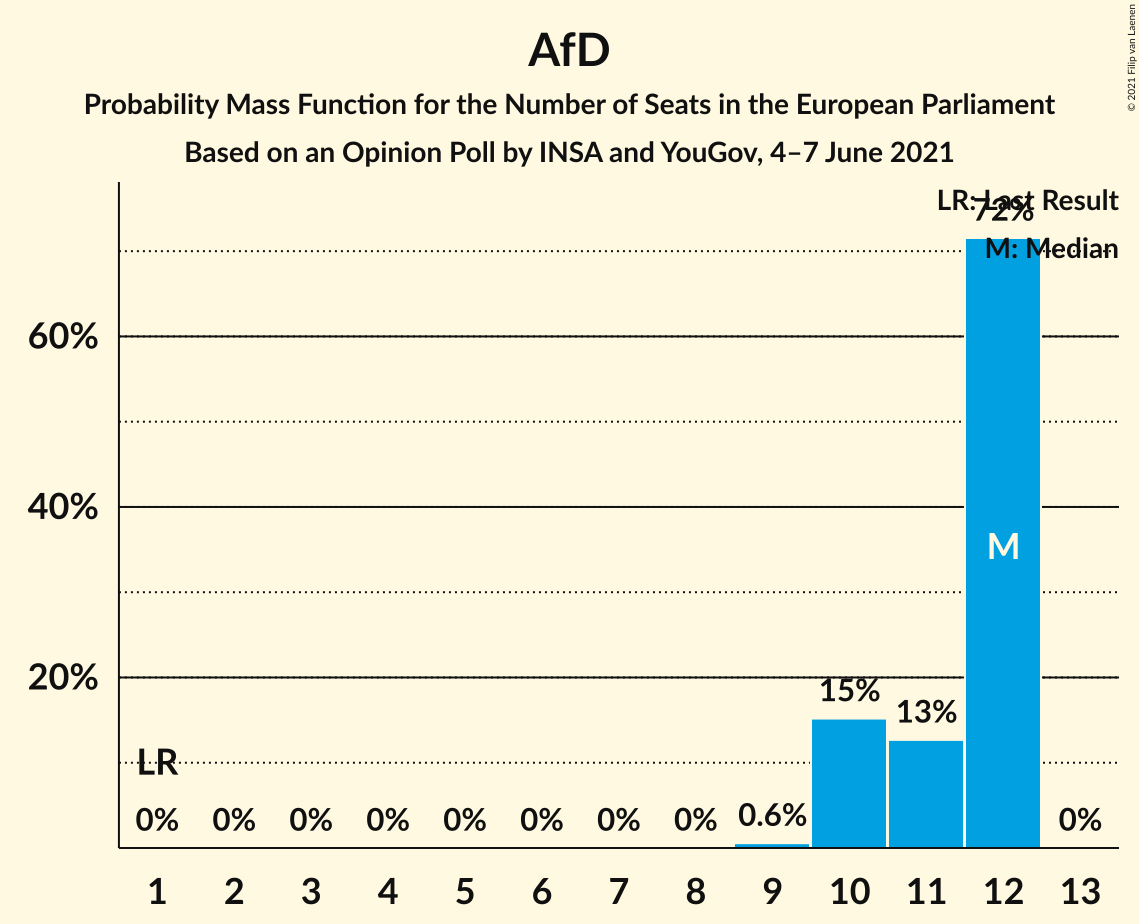 AfD
Probability Mass Function for the Number of Seats in the European Parliament
Based on an Opinion Poll by INSA and YouGov, 4–7 June 2021
© 2021 Filip van Laenen
LR: Last Result
72%
M: Median
60%
40%
M
20%
15%
13%
LR
0% 0% 0% 0% 0% 0% 0% 0% 0.6% 0%
1 2 3 4 5 6 7 8 9 10 11 12 13